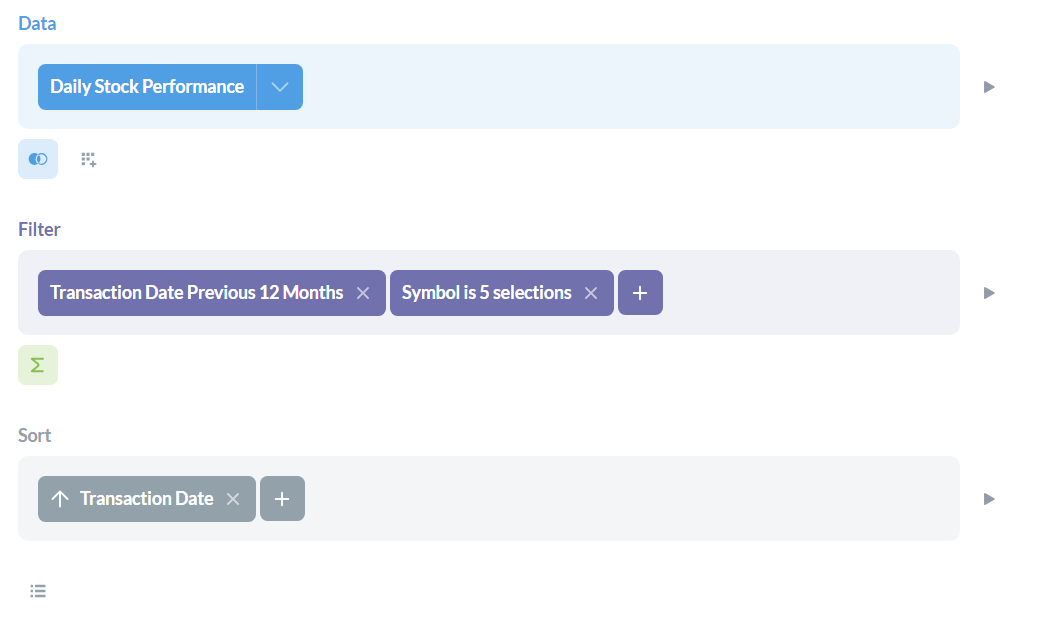 Data
Daily Stock Performance
Filter
Transaction Date Previous 12 Months
Symbol is 5 selections
Sort
Transaction Date